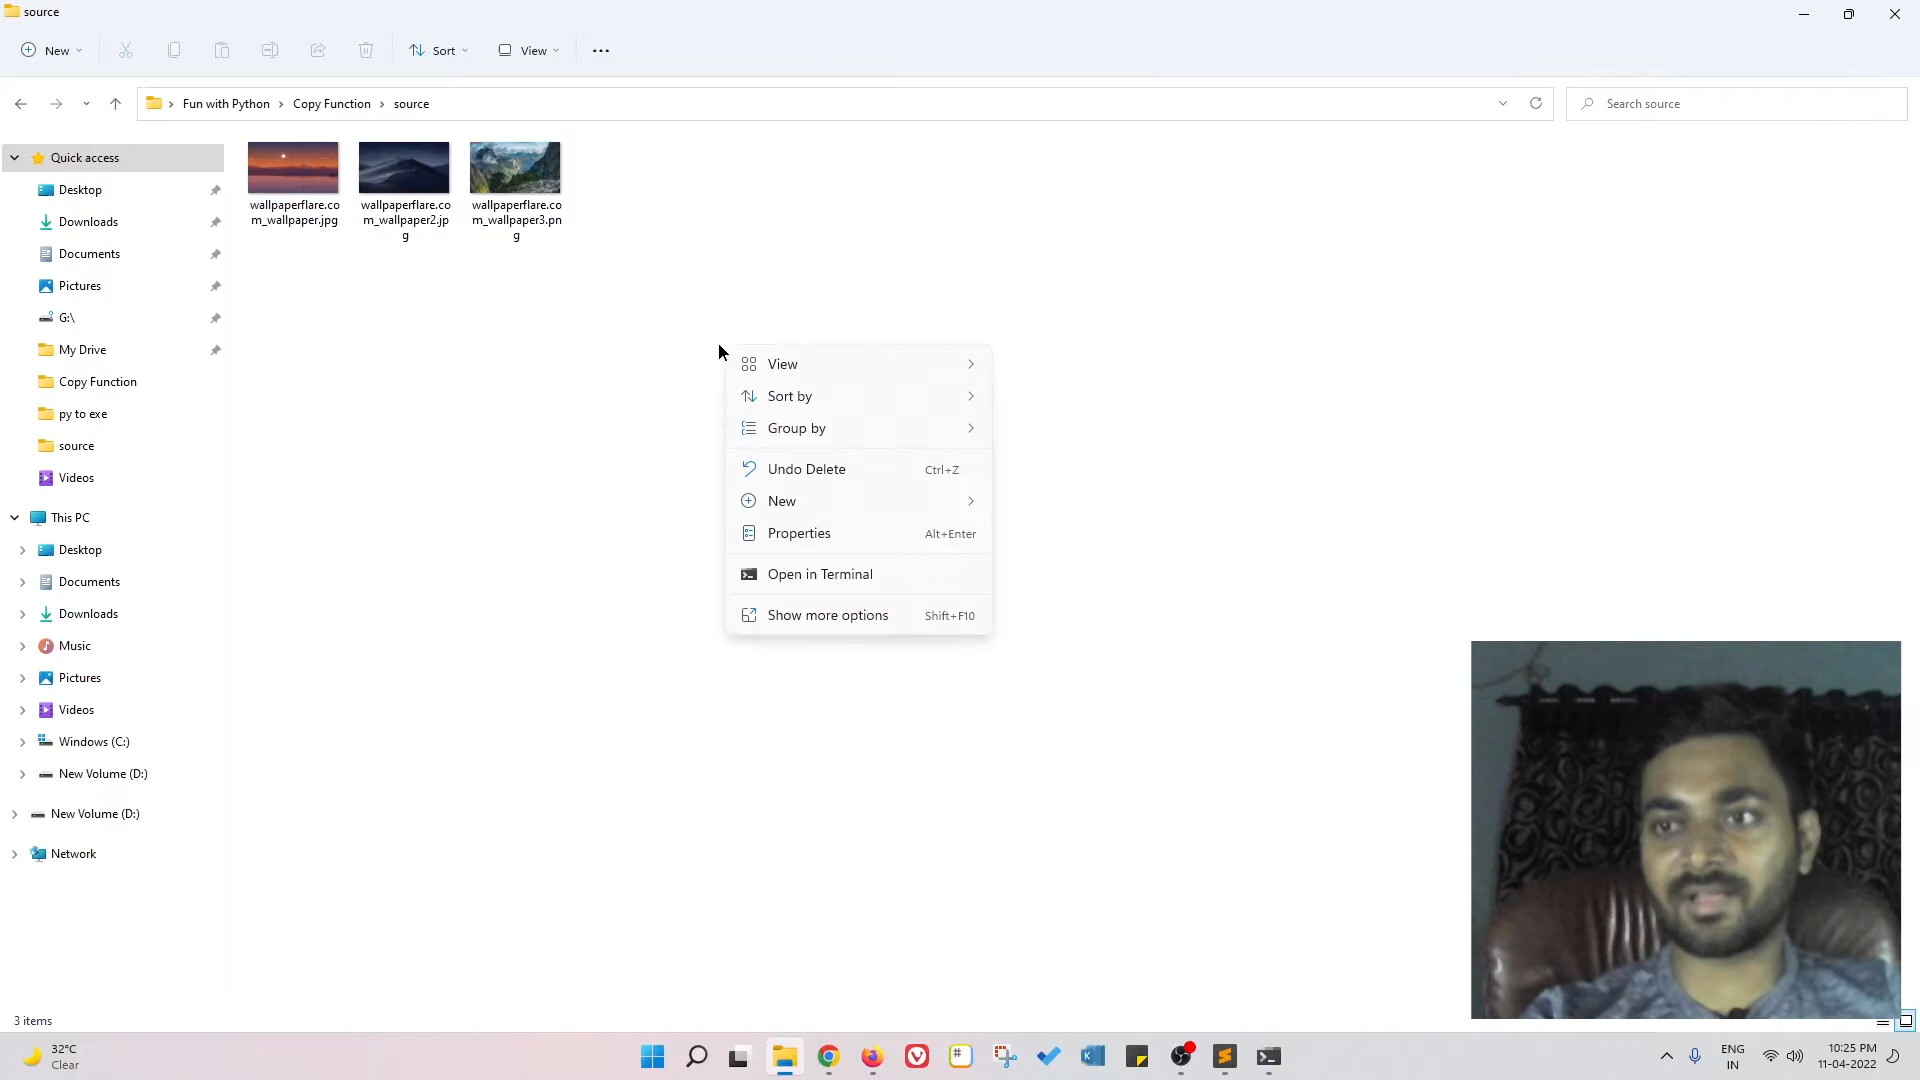 source
New
Sort
View
Fun with Python
Copy Function
source
Search source
Quick access
Desktop
Downloads
Documents
Pictures
G:\
My Drive
Copy Function
py to exe
source
Videos
This PC
Desktop
Documents
Downloads
Music
Pictures
Videos
Windows (C:)
New Volume (D:)
New Volume (D:)
Network
wallpaperflare.co
m_wallpaper.jpg
wallpaperflare.co
m_wallpaper2.jp
g
wallpaperflare.co
m_wallpaper3.pn
g
View
Sort by
Group by
Undo Delete Ctrl+Z
New
Properties Alt+Enter
Open in Terminal
Show more options Shift+F10
3 items
32°C
Clear
ENG
IN
10:25 PM
11-04-2022